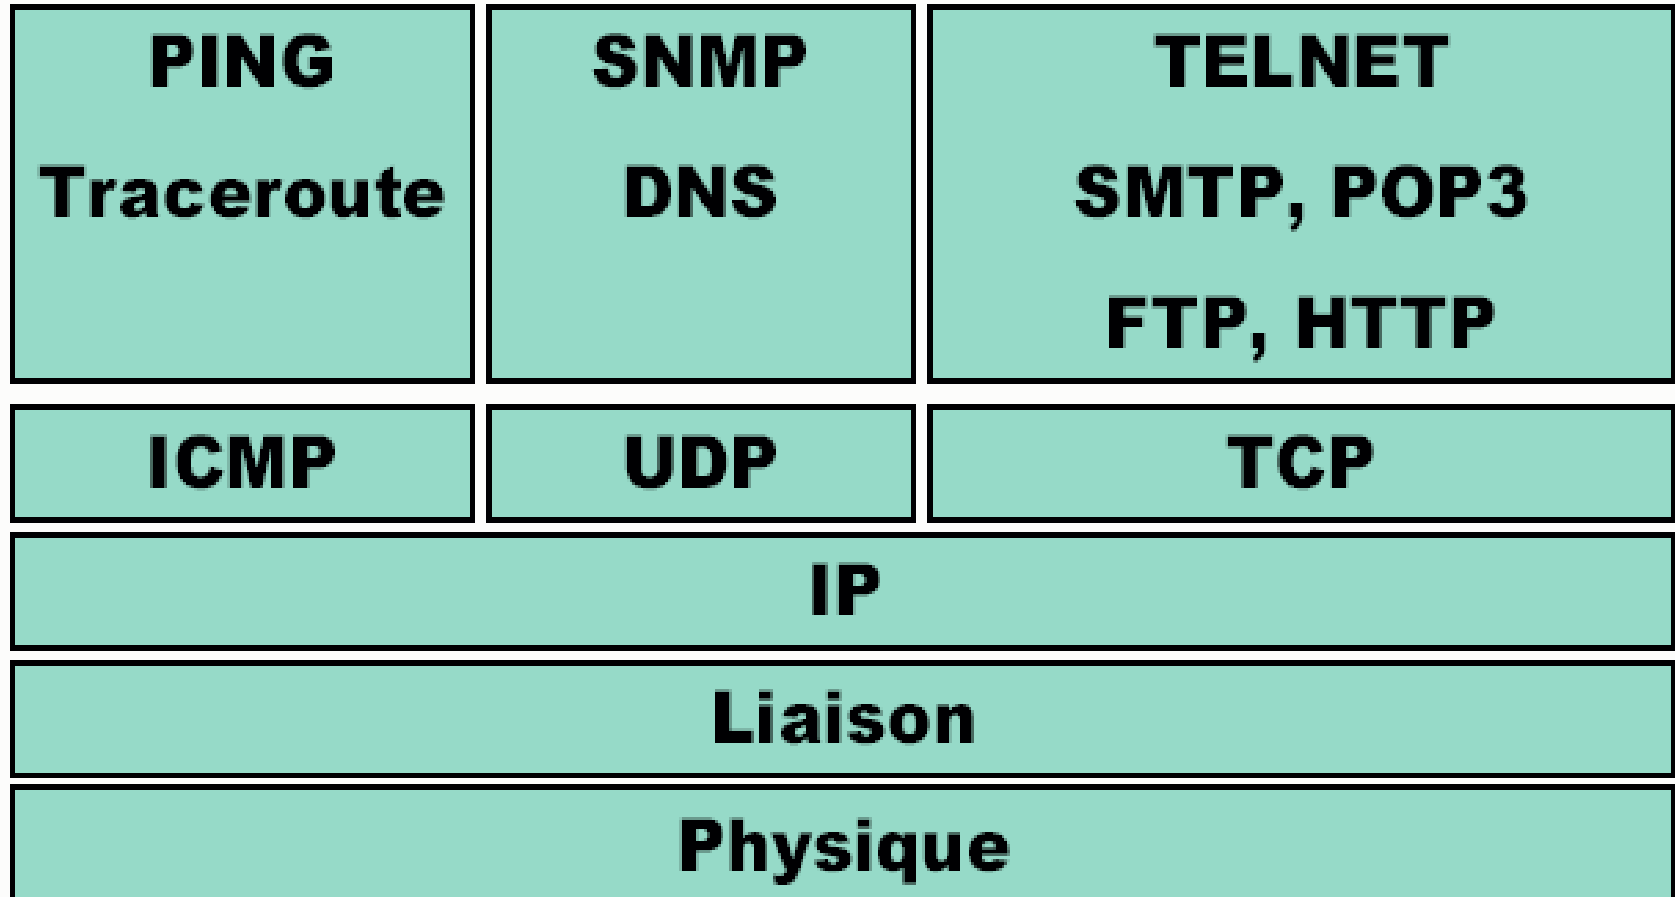 PING
Traceroute
SNMP
DNS
TELNET
SMTP, POP3
FTP, HTTP
ICMP
UDP
TCP
IP
Liaison
Physique